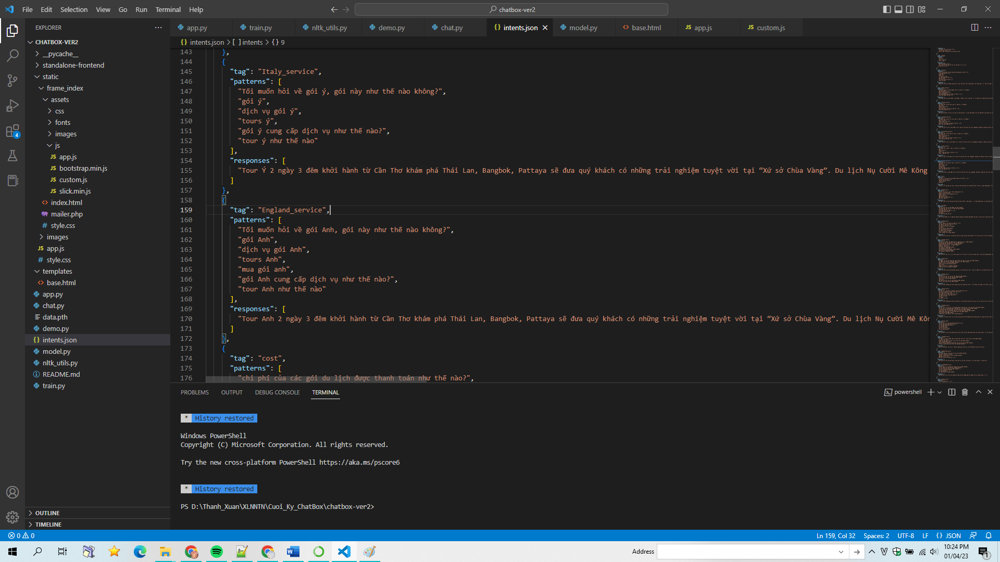 File Edit Selection View Go Run Terminal Help
chatbox-ver2
EXPLORER
CHATBOX-VER2
__pycache__
standalone-frontend
static
frame_index
assets
css
fonts
images
js
JS app.js
JS bootstrap.min.js
JS custom.js
JS slick.min.js
<> index.html
mailer.php
# style.css
images
JS app.js
# style.css
templates
<> base.html
app.py
chat.py
data.pth
demo.py
{} intents.json
model.py
nltk_utils.py
README.md
train.py
OUTLINE
TIMELINE
4
app.py train.py nltk_utils.py demo.py chat.py {} intents.json model.py <> base.html JS app.js JS custom.js
{} intents.json > [ ] intents > {} 9
143 },
144 {
145 "tag": "Italy_service",
146 "patterns": [
147 "Tối muốn hỏi về gói ý, gói này như thế nào không?",
148 "gói ý",
149 "dịch vụ gói ý",
150 "tours ý",
151 "gói ý cung cấp dịch vụ như thế nào?",
152 "tour ý như thế nào"
153 ],
154 "responses": [
155 "Tour Ý 2 ngày 3 đêm khởi hành từ Cần Thơ khám phá Thái Lan, Bangkok, Pattaya sẽ đưa quý khách có những trải nghiệm tuyệt vời tại “Xứ sở Chùa Vàng”. Du lịch Nụ Cười Mê Kông
156 ]
157 },
158 {
159 "tag": "England_service",
160 "patterns": [
161 "Tối muốn hỏi về gói Anh, gói này như thế nào không?",
162 "gói Anh",
163 "dịch vụ gói Anh",
164 "tours Anh",
165 "mua gói anh",
166 "gói Anh cung cấp dịch vụ như thế nào?",
167 "tour Anh như thế nào"
168 ],
169 "responses": [
170 "Tour Anh 2 ngày 3 đêm khởi hành từ Cần Thơ khám phá Thái Lan, Bangkok, Pattaya sẽ đưa quý khách có những trải nghiệm tuyệt vời tại “Xứ sở Chùa Vàng”. Du lịch Nụ Cười Mê Kôn
171 ]
172 },
173 {
174 "tag": "cost",
175 "patterns": [
176 "chi phí của các gói du lịch được thanh toán như thế nào?",
PROBLEMS OUTPUT DEBUG CONSOLE TERMINAL
powershell
* History restored
Windows PowerShell
Copyright (C) Microsoft Corporation. All rights reserved.
Try the new cross-platform PowerShell https://aka.ms/pscore6
* History restored
PS D:\Thanh_Xuan\XLNNTN\Cuoi_Ky_ChatBox\chatbox-ver2>
0 0
Ln 159, Col 32 Spaces: 2 UTF-8 LF {} JSON
Address
10:24 PM
01/04/23
1